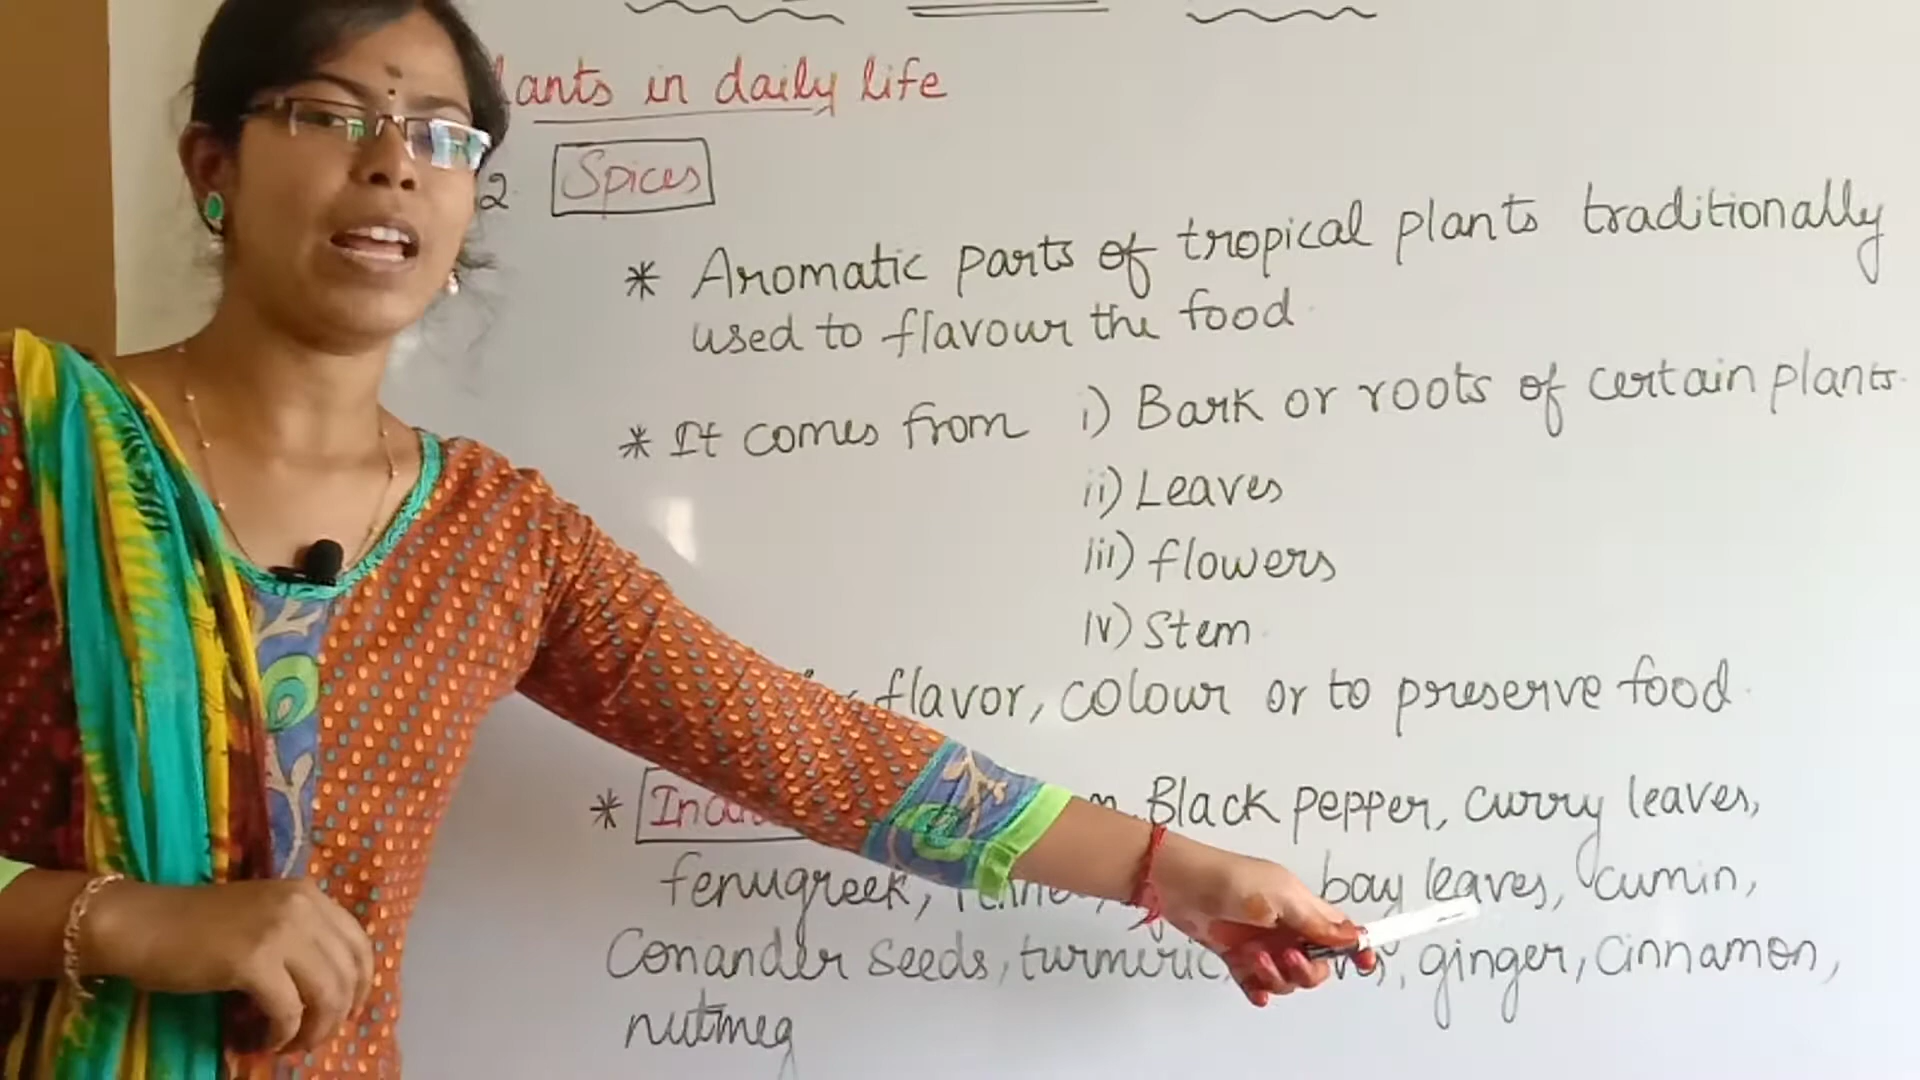 lants in daily life
2. Spices
* Aromatic parts of tropical plants traditionally
used to flavour the food.
* It comes from i) Bark or roots of certain plants.
ii) Leaves
iii) flowers
iv) Stem.
flavor, colour or to preserve food.
* Black pepper, curry leaves,
fenugreek, bay leaves, cumin,
Coriander seeds, turmeric, ginger, cinnamon,
nutmeg